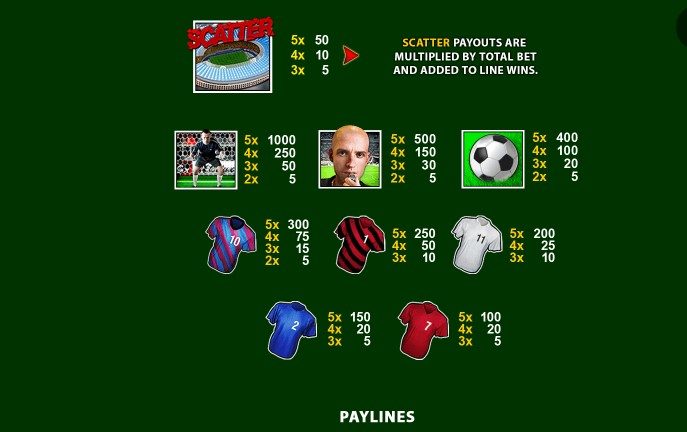 SCATTER
5x 50
4x 10
3x 5
SCATTER PAYOUTS ARE
MULTIPLIED BY TOTAL BET
AND ADDED TO LINE WINS.
5x 1000
4x 250
3x 50
2x 5
5x 500
4x 150
3x 30
2x 5
5x 400
4x 100
3x 20
2x 5
10
5x 300
4x 75
3x 15
2x 5
1
5x 250
4x 50
3x 10
11
5x 200
4x 25
3x 10
2
5x 150
4x 20
3x 5
7
5x 100
4x 20
3x 5
PAYLINES